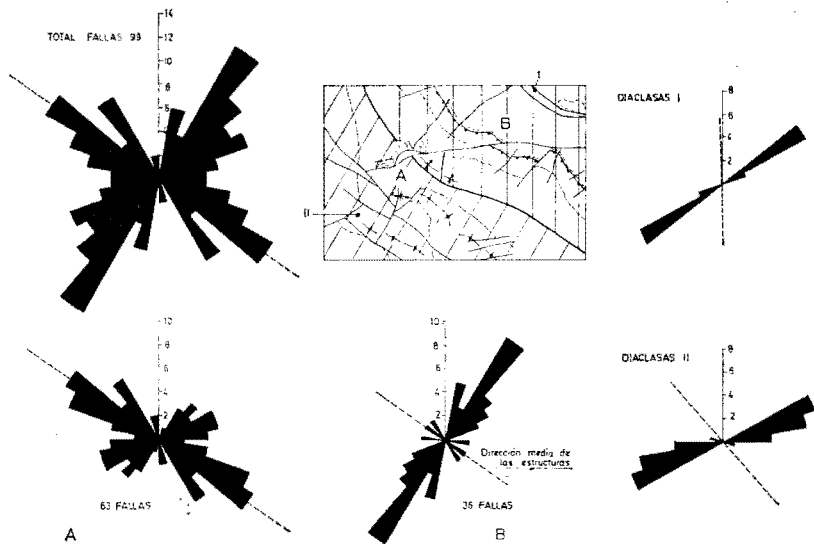 TOTAL FALLAS 99
14
12
10
8
6
4
I
B
A
II
DIACLASAS I
8
6
4
2
10
8
6
4
2
63 FALLAS
A
10
8
6
4
2
Dirección media de
las estructuras
36 FALLAS
B
DIACLASAS II
8
6
4
2